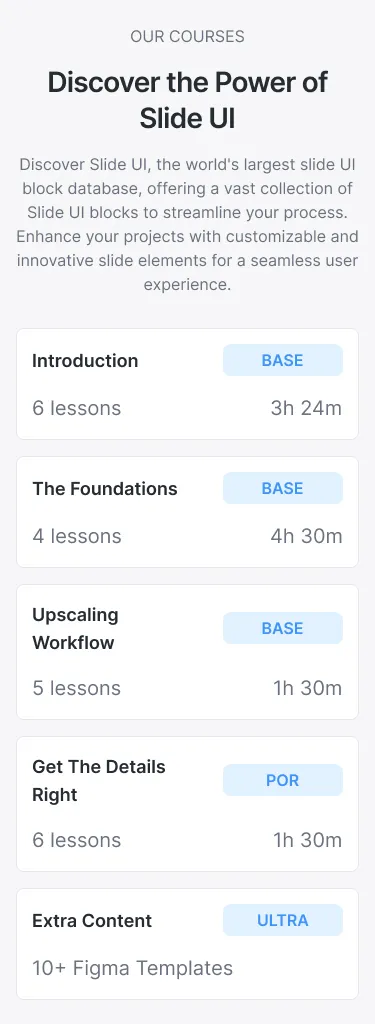 OUR COURSES
Discover the Power of
Slide UI
Discover Slide UI, the world's largest slide UI
block database, offering a vast collection of
Slide UI blocks to streamline your process.
Enhance your projects with customizable and
innovative slide elements for a seamless user
experience.
Introduction
BASE
6 lessons
3h 24m
The Foundations
BASE
4 lessons
4h 30m
Upscaling
Workflow
BASE
5 lessons
1h 30m
Get The Details
Right
POR
6 lessons
1h 30m
Extra Content
ULTRA
10+ Figma Templates